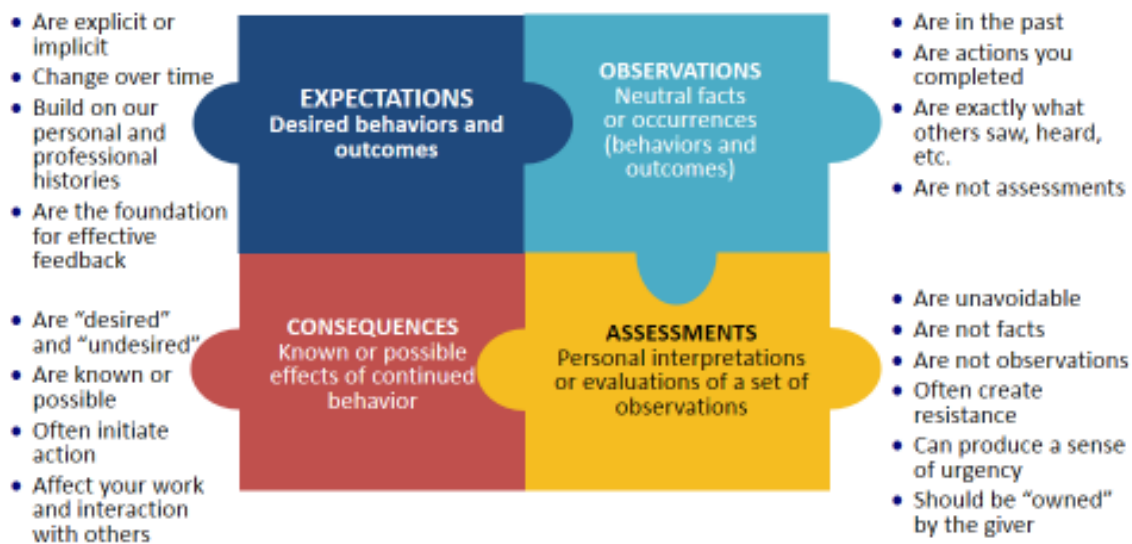 • Are explicit or
implicit
• Change over time
• Build on our
personal and
professional
histories
• Are the foundation
for effective
feedback
EXPECTATIONS
Desired behaviors and
outcomes
OBSERVATIONS
Neutral facts
or occurrences
(behaviors and
outcomes)
• Are in the past
• Are actions you
completed
• Are exactly what
others saw, heard,
etc.
• Are not assessments
• Are “desired”
and “undesired”
• Are known or
possible
• Often initiate
action
• Affect your work
and interaction
with others
CONSEQUENCES
Known or possible
effects of continued
behavior
ASSESSMENTS
Personal interpretations
or evaluations of a set of
observations
• Are unavoidable
• Are not facts
• Are not observations
• Often create
resistance
• Can produce a sense
of urgency
• Should be “owned”
by the giver